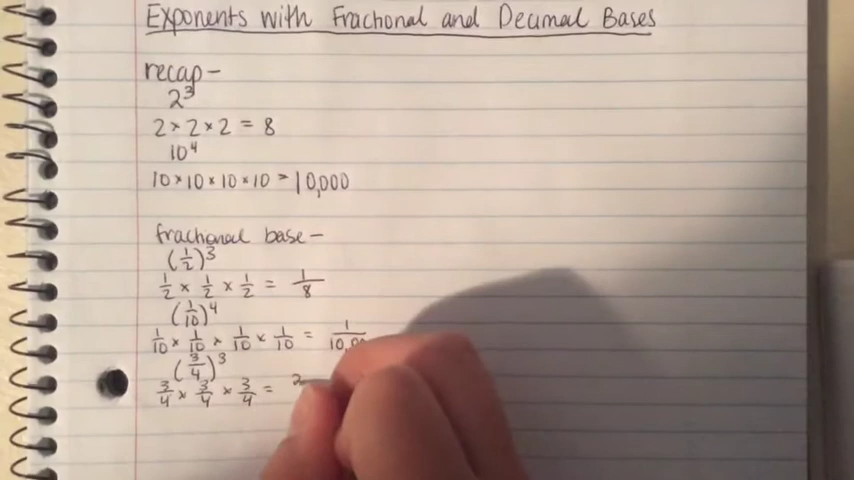 Exponents with Fractional and Decimal Bases
recap-
2³
2 × 2 × 2 = 8
10⁴
10 × 10 × 10 × 10 = 10,000
fractional base-
(1/2)³
1/2 × 1/2 × 1/2 = 1/8
(1/10)⁴
1/10 × 1/10 × 1/10 × 1/10 = 1/10,0
(3/4)³
3/4 × 3/4 × 3/4 = 2